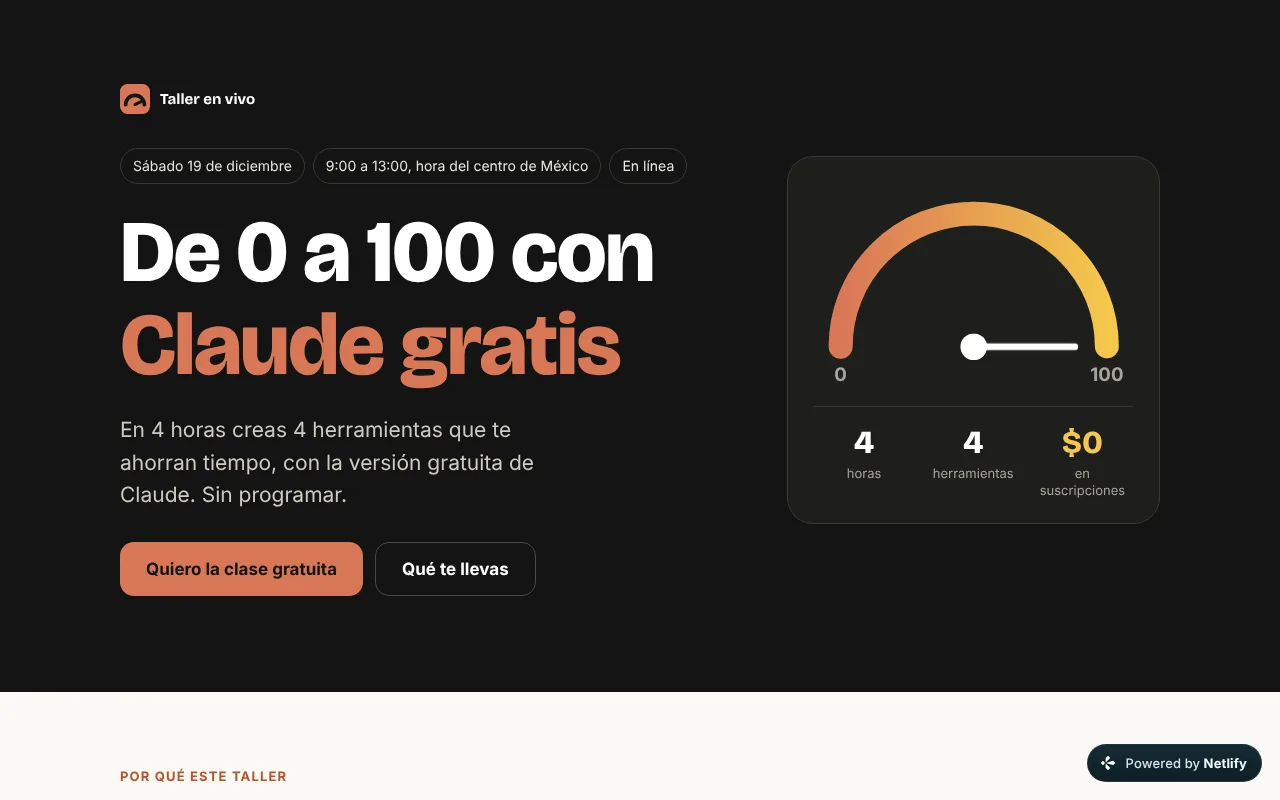 Taller en vivo
Sábado 19 de diciembre
9:00 a 13:00, hora del centro de México
En línea
De 0 a 100 con
Claude gratis
En 4 horas creas 4 herramientas que te
ahorran tiempo, con la versión gratuita de
Claude. Sin programar.
Quiero la clase gratuita
Qué te llevas
0
100
4
horas
4
herramientas
$0
en
suscripciones
POR QUÉ ESTE TALLER
Powered by Netlify